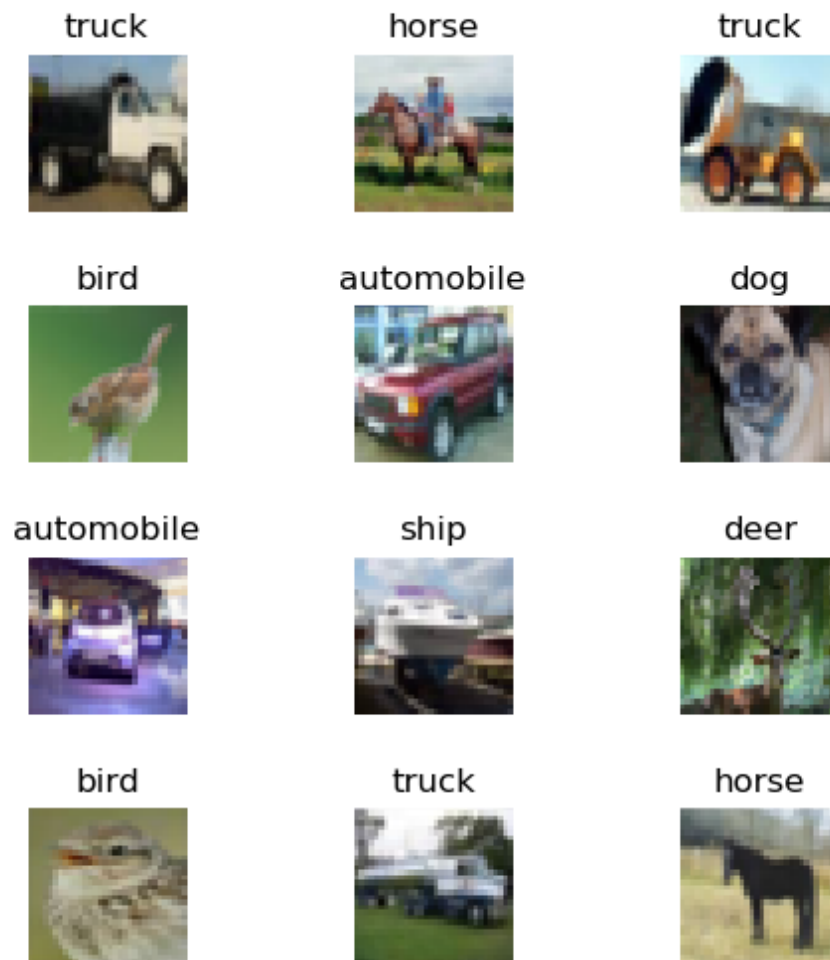 truck horse truck
bird automobile dog
automobile ship deer
bird truck horse